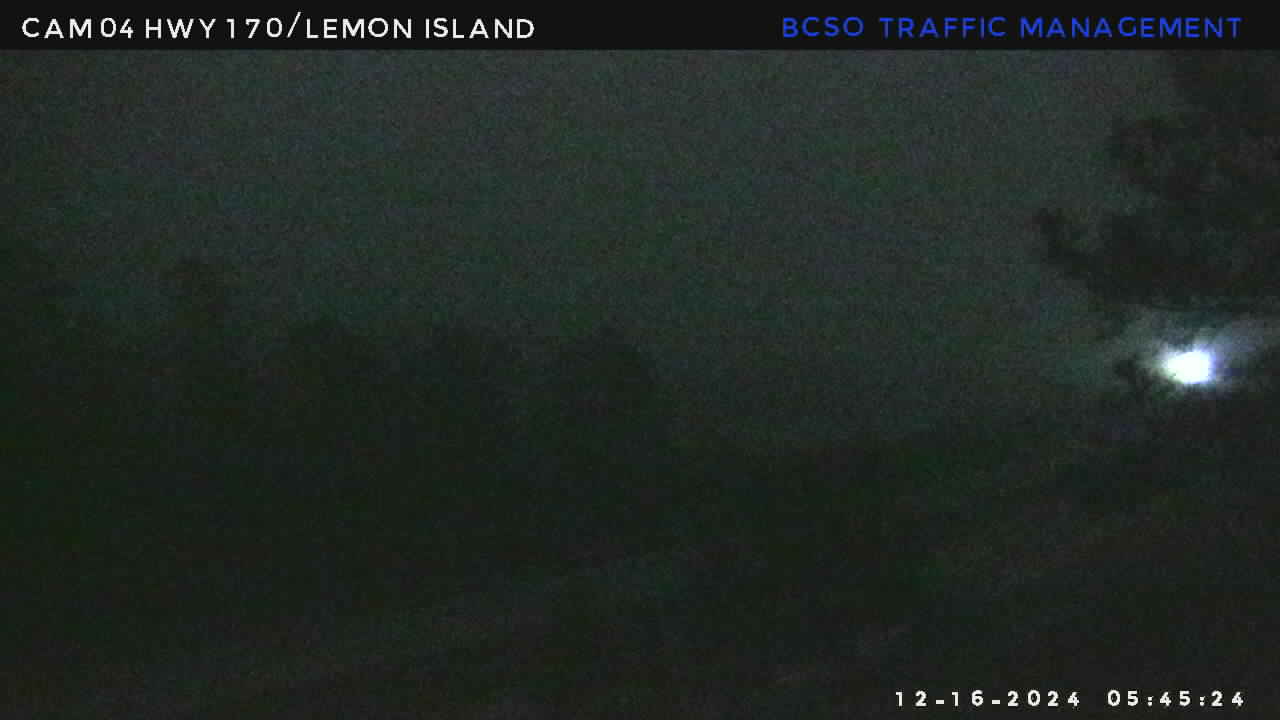 CAM04 HWY 170/LEMON ISLAND
BCSO TRAFFIC MANAGEMENT
12-16-2024 05:45:24